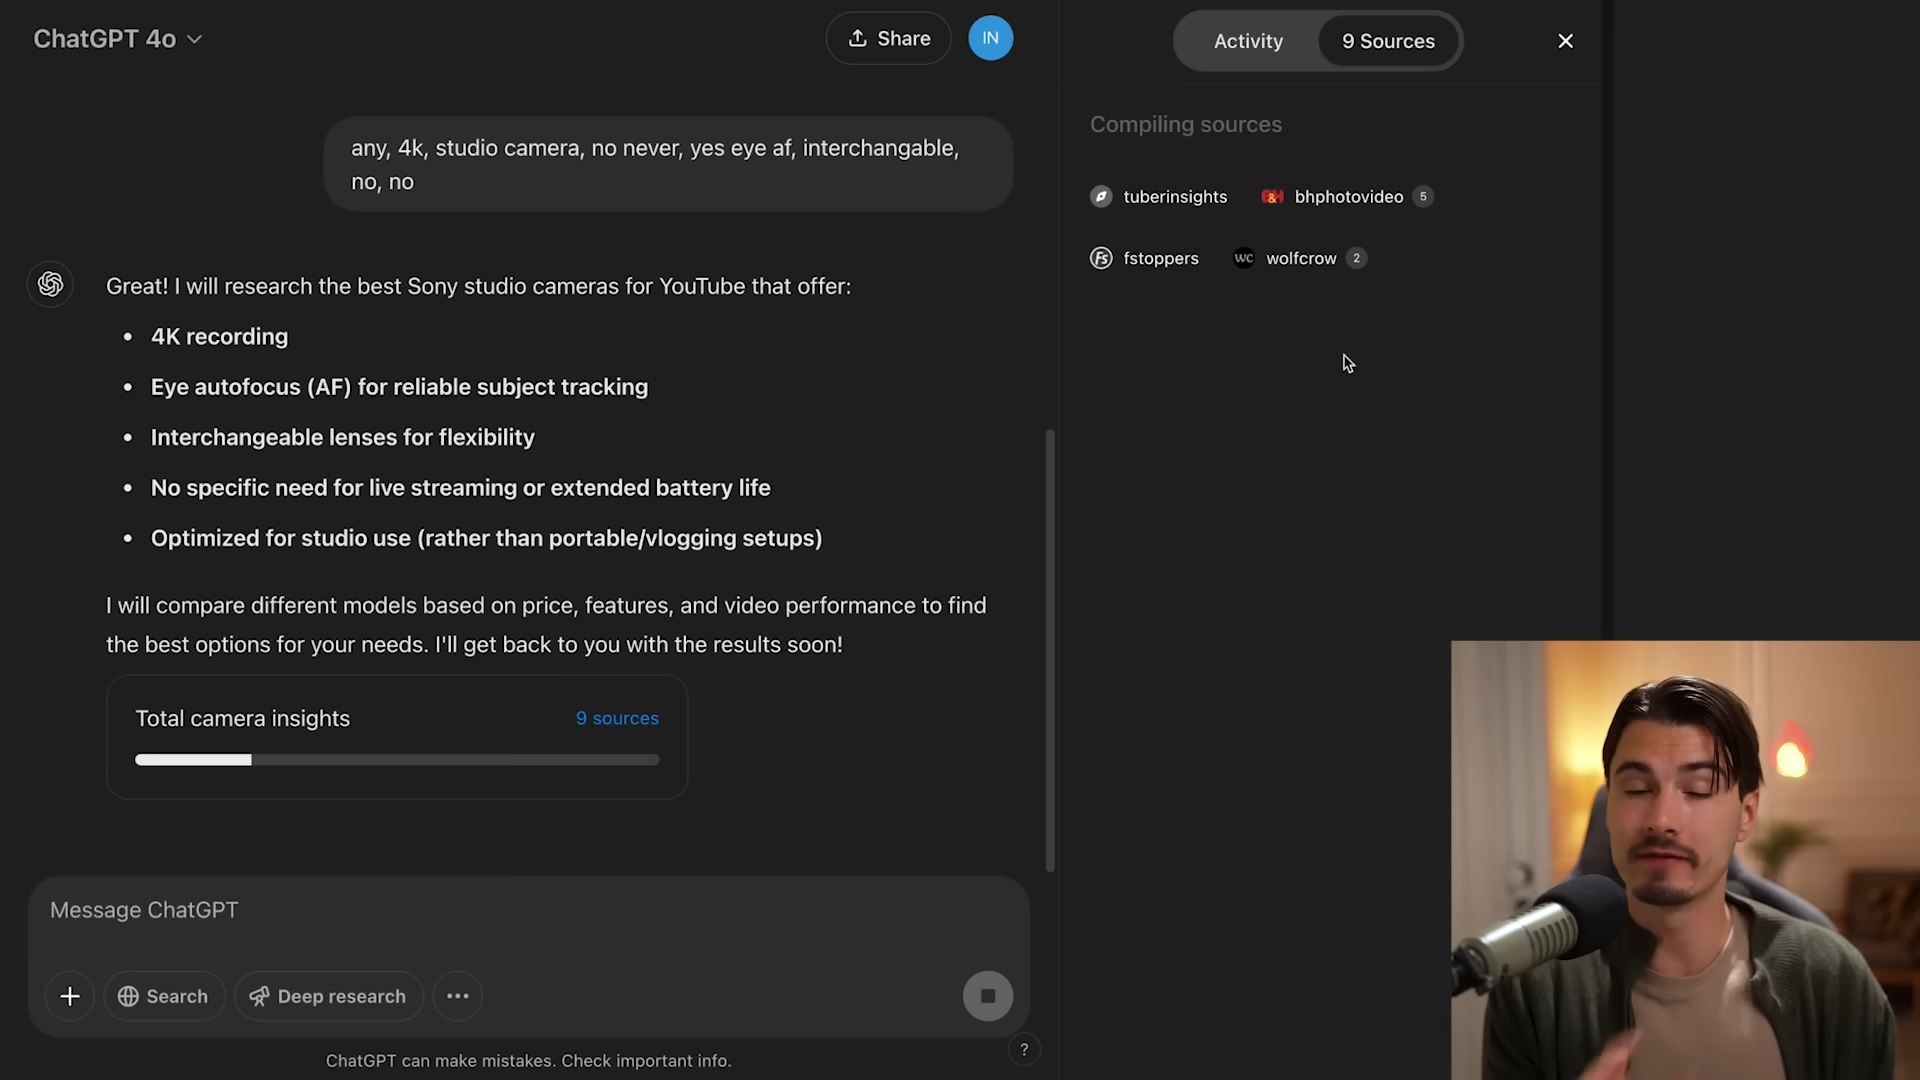 ChatGPT 4o
Share
IN
any, 4k, studio camera, no never, yes eye af, interchangable,
no, no
Great! I will research the best Sony studio cameras for YouTube that offer:
• 4K recording
• Eye autofocus (AF) for reliable subject tracking
• Interchangeable lenses for flexibility
• No specific need for live streaming or extended battery life
• Optimized for studio use (rather than portable/vlogging setups)
I will compare different models based on price, features, and video performance to find
the best options for your needs. I'll get back to you with the results soon!
Total camera insights 9 sources
Message ChatGPT
Search Deep research
ChatGPT can make mistakes. Check important info.
?
Activity 9 Sources
Compiling sources
tuberinsights B&H bhphotovideo 5
Fs fstoppers WC wolfcrow 2